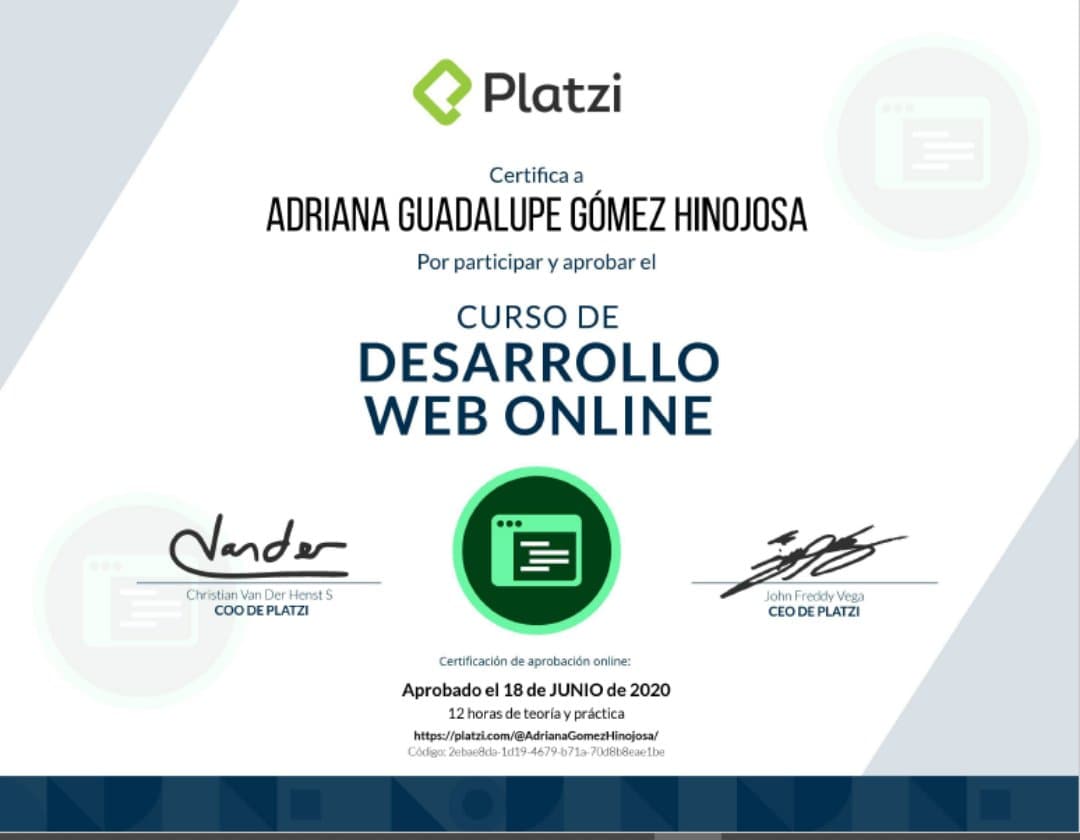 Platzi
Certifica a
ADRIANA GUADALUPE GÓMEZ HINOJOSA
Por participar y aprobar el
CURSO DE
DESARROLLO
WEB ONLINE
Vander
Christian Van Der Henst S
COO DE PLATZI
John Freddy Vega
CEO DE PLATZI
Certificación de aprobación online:
Aprobado el 18 de JUNIO de 2020
12 horas de teoría y práctica
https://platzi.com/@AdrianaGomezHinojosa/
Código: 2ebae8da-1d19-4679-b71a-70d8b8eae1be